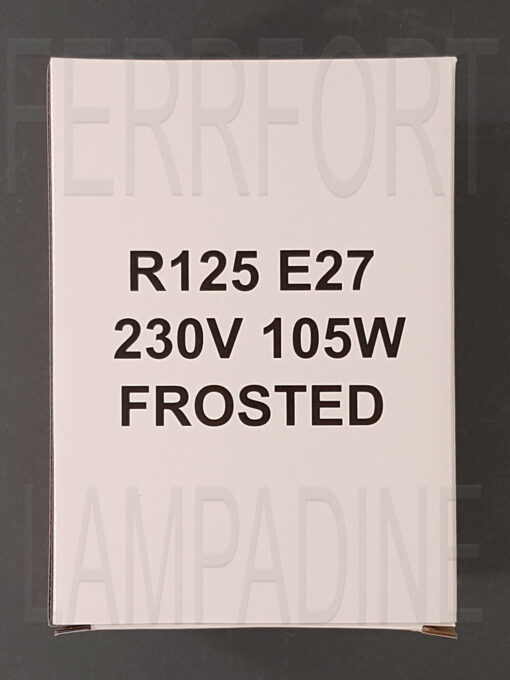 FERRFORT
R125 E27
230V 105W
FROSTED
LAMPADINE